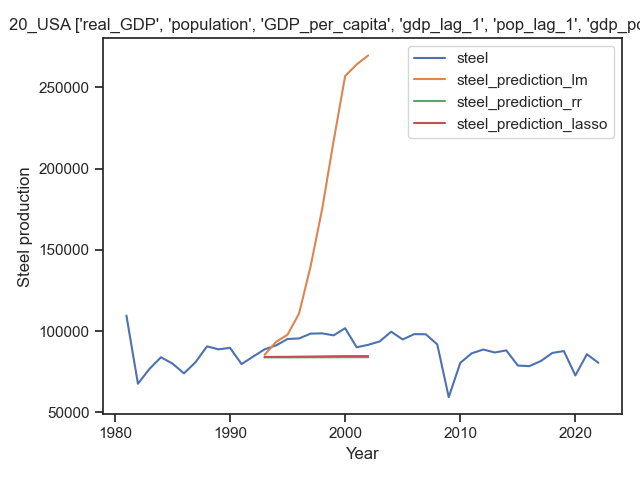 20_USA ['real_GDP', 'population', 'GDP_per_capita', 'gdp_lag_1', 'pop_lag_1', 'gdp_po
steel
steel_prediction_lm
steel_prediction_rr
steel_prediction_lasso
250000
200000
150000
100000
50000
Steel production
1980
1990
2000
2010
2020
Year